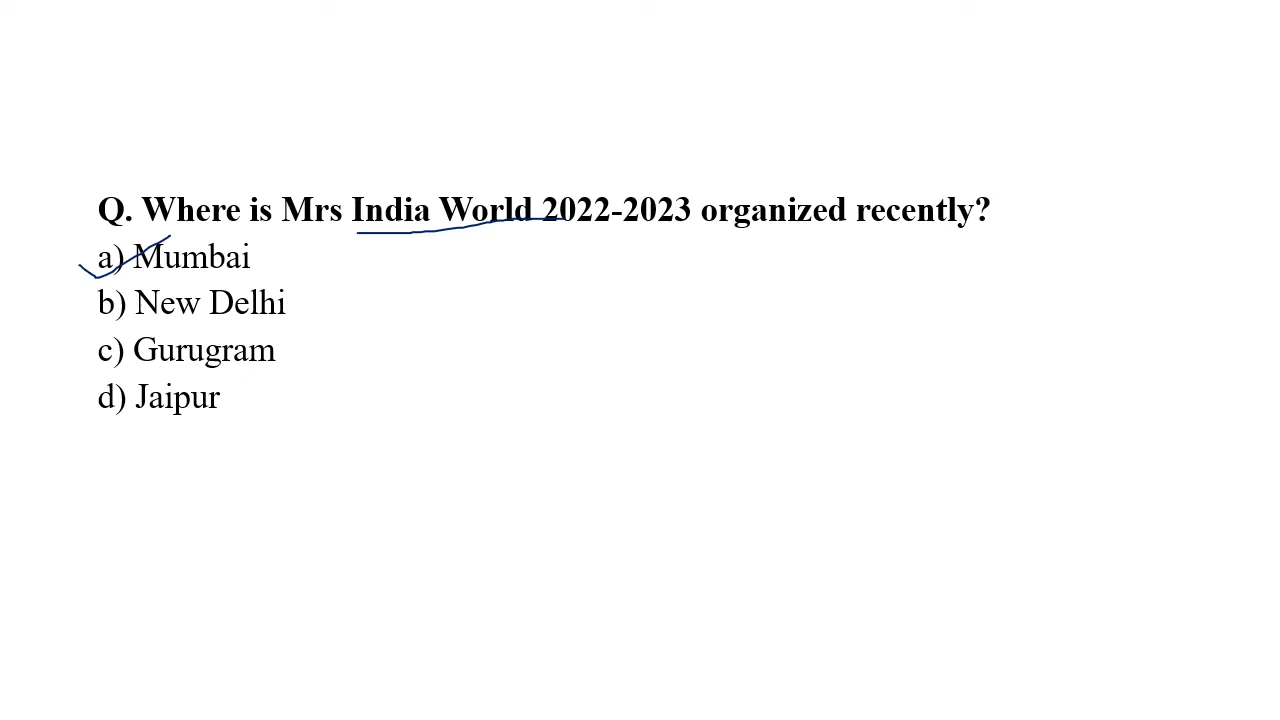 Q. Where is Mrs India World 2022-2023 organized recently?
a) Mumbai
b) New Delhi
c) Gurugram
d) Jaipur